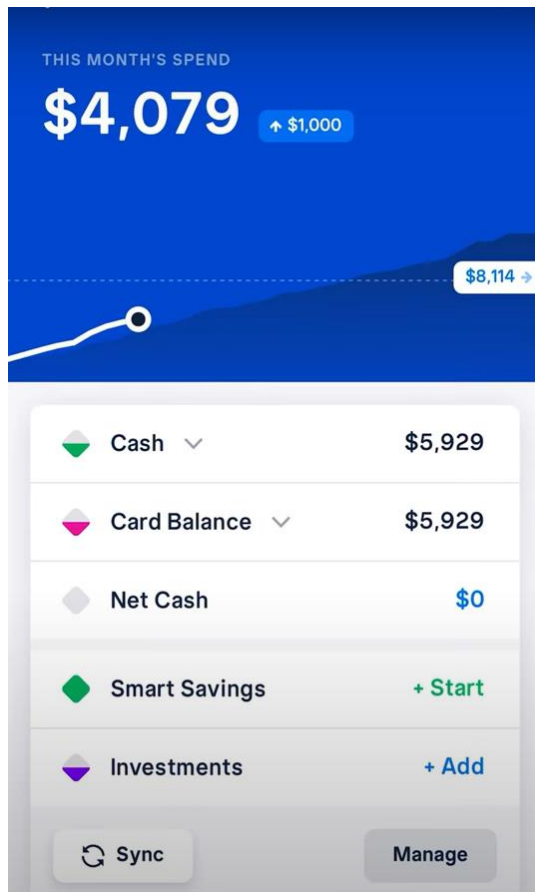 THIS MONTH'S SPEND
$4,079 ↑ $1,000
$8,114 →
Cash $5,929
Card Balance $5,929
Net Cash $0
Smart Savings + Start
Investments + Add
Sync Manage